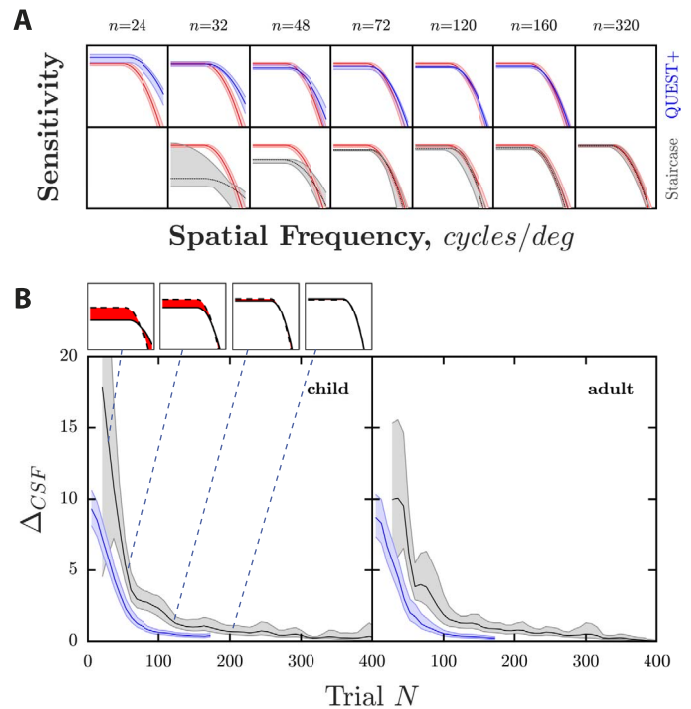 A
n=24 n=32 n=48 n=72 n=120 n=160 n=320
Sensitivity
QUEST+
Staircase
Spatial Frequency, cycles/deg
B
20
15
10
5
0
Δ_CSF
child
adult
0 100 200 300 400 100 200 300 400
Trial N